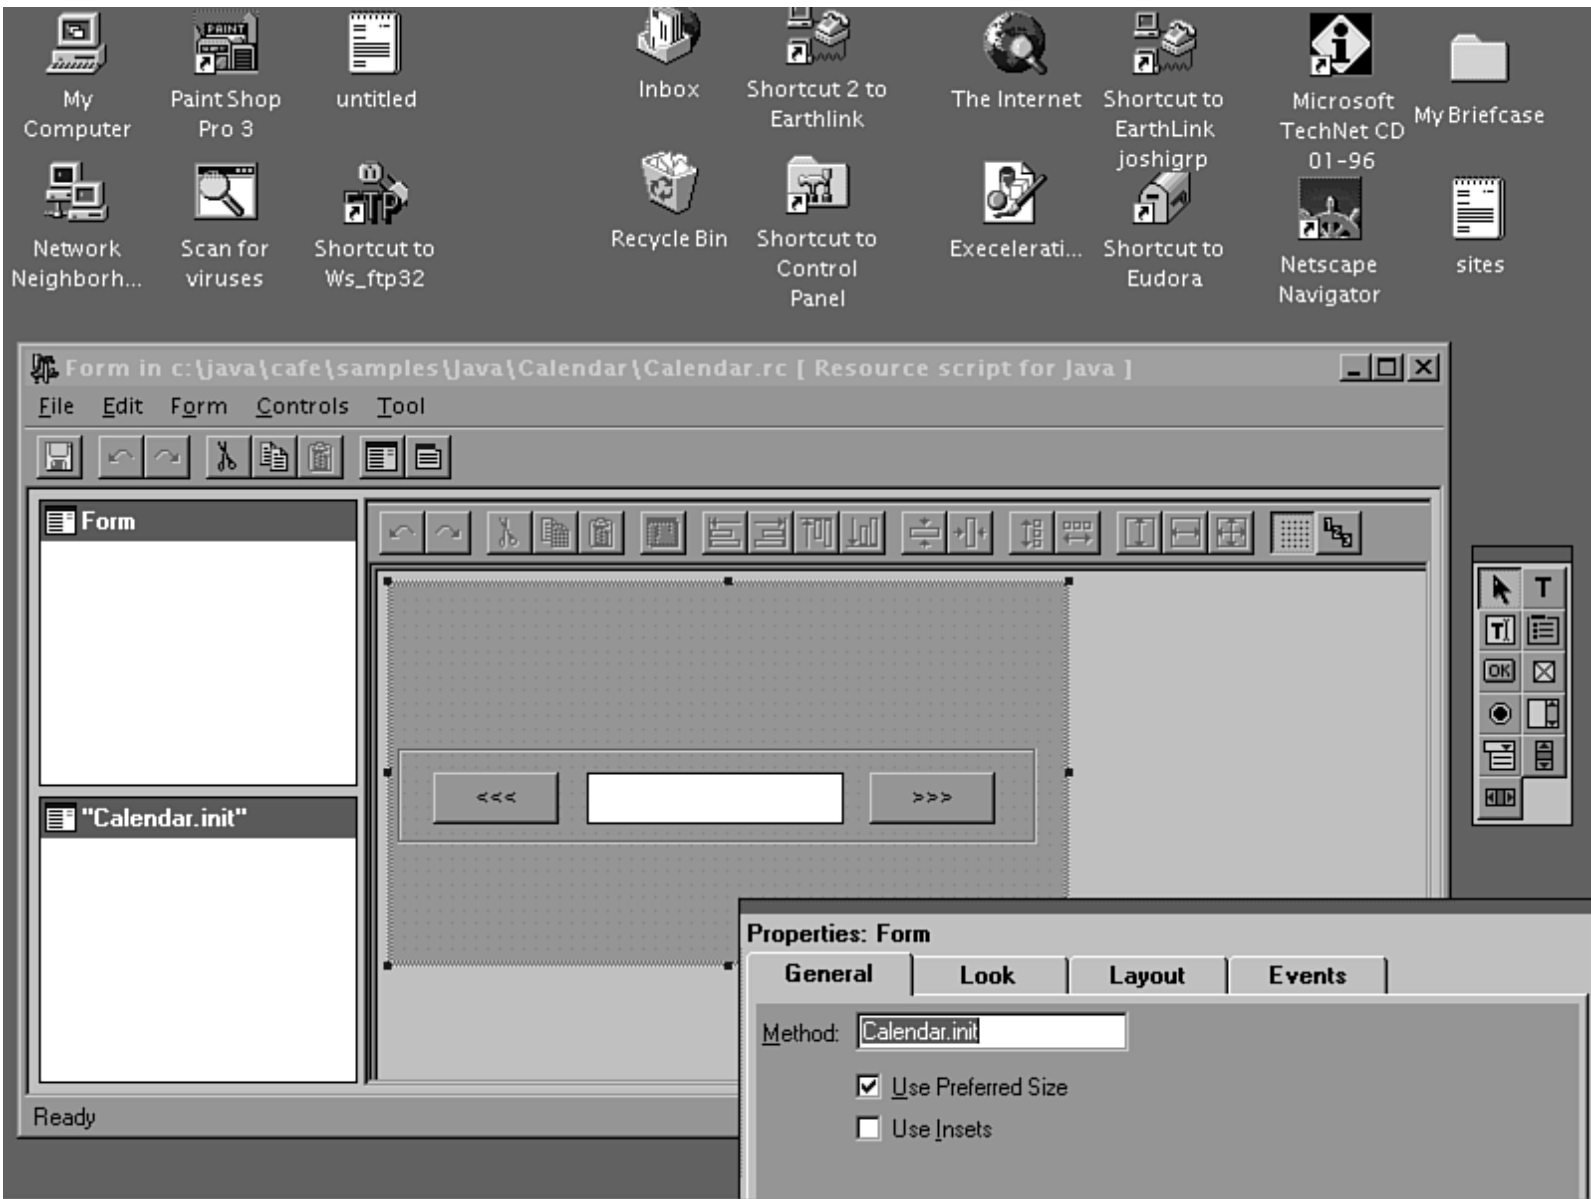 My
Computer
Paint Shop
Pro 3
untitled
Inbox
Shortcut 2 to
Earthlink
The Internet
Shortcut to
EarthLink
joshigrp
Microsoft
TechNet CD
01-96
My Briefcase
Network
Neighborh...
Scan for
viruses
Shortcut to
Ws_ftp32
Recycle Bin
Shortcut to
Control
Panel
Execelerati...
Shortcut to
Eudora
Netscape
Navigator
sites
PAINT
FTP
Form in c:\java\cafe\samples\Java\Calendar\Calendar.rc [ Resource script for Java ]
File Edit Form Controls Tool
Form
"Calendar.init"
<<<
>>>
T
T
OK
Properties: Form
General Look Layout Events
Method: Calendar.init
Use Preferred Size
Use Insets
Ready